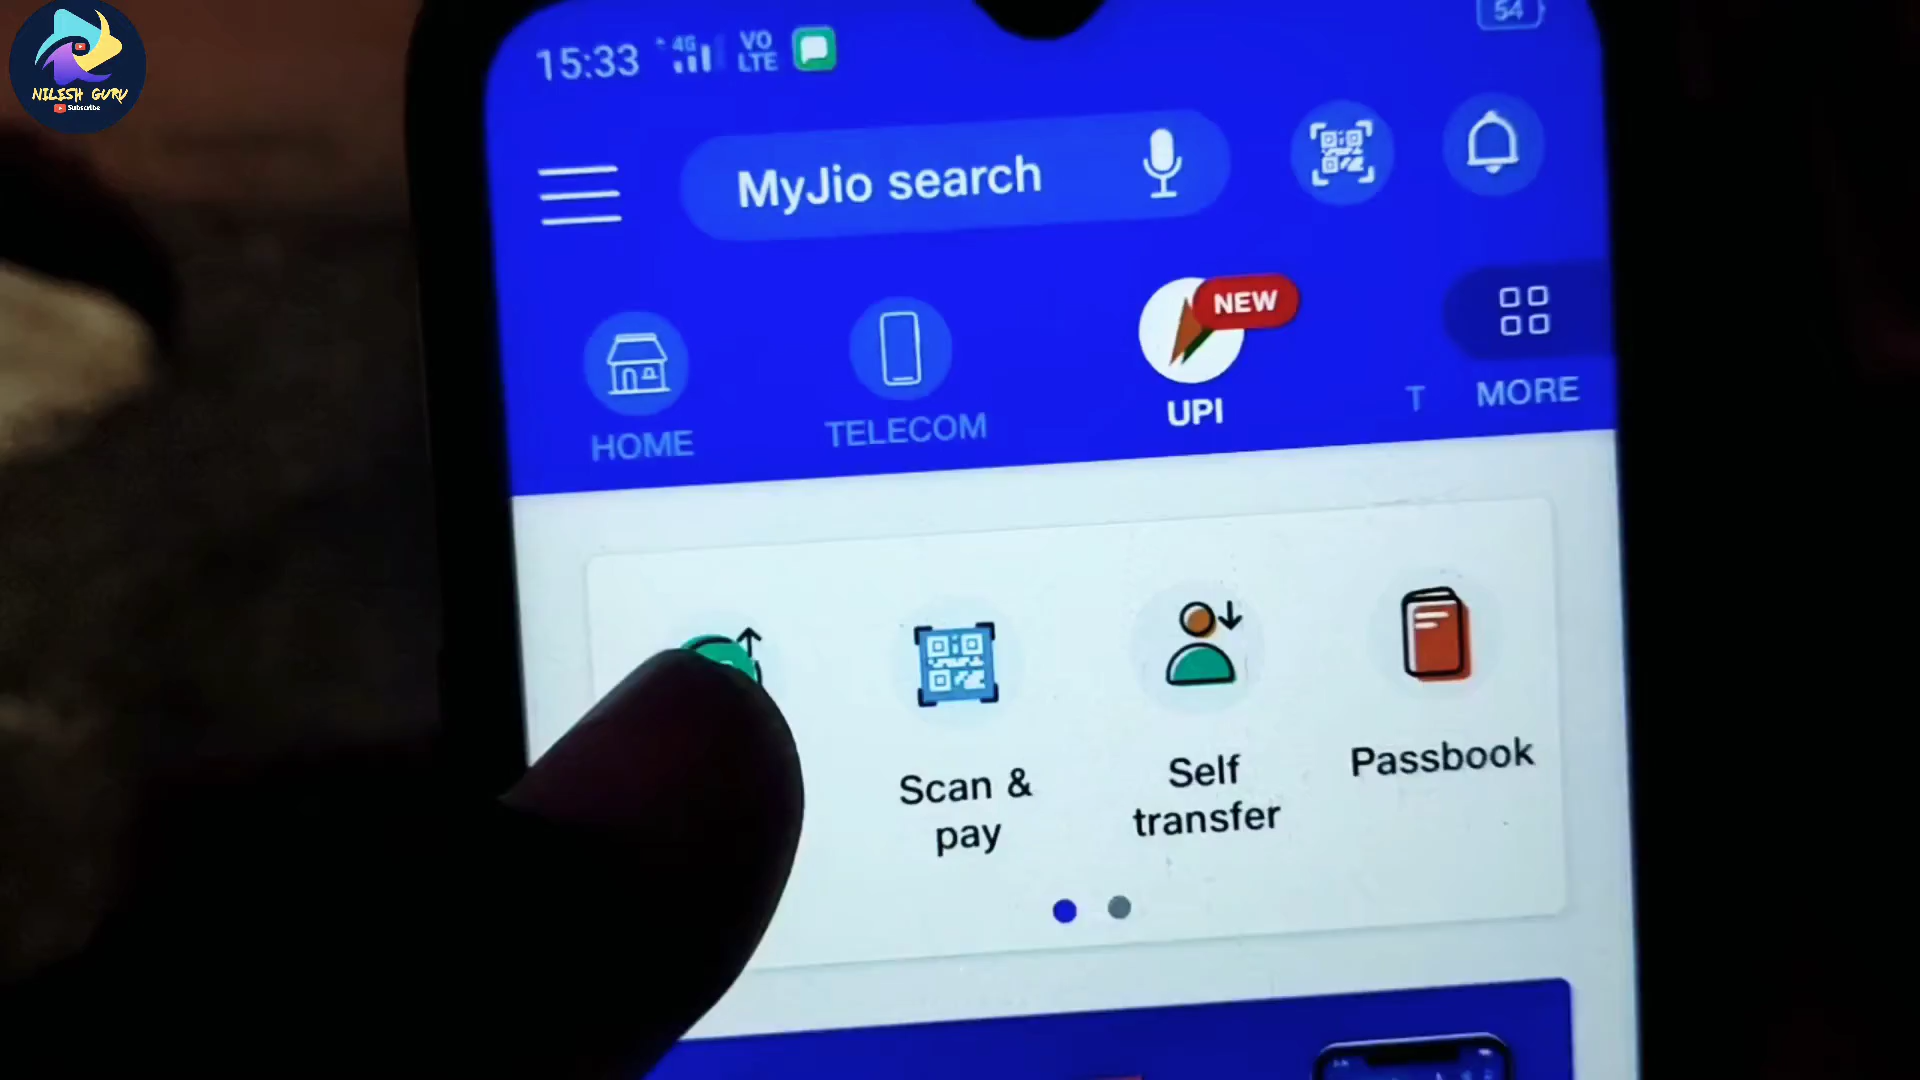 NILESH GURU
Subscribe
15:33 4G VO LTE
54
MyJio search
NEW
HOME
TELECOM
UPI
T
MORE
Scan & pay
Self transfer
Passbook